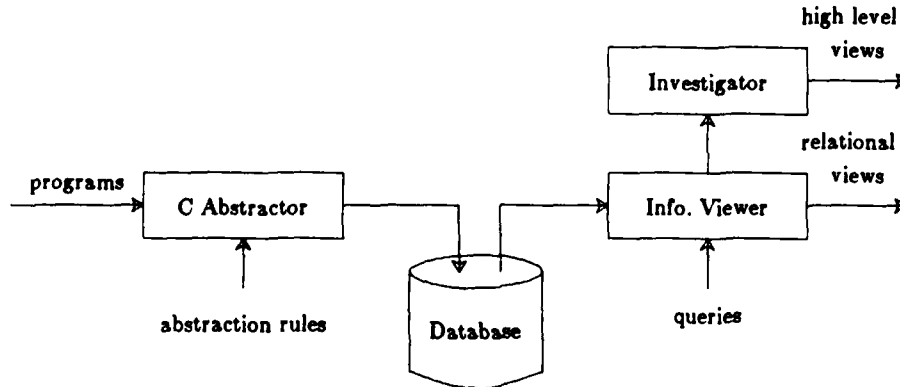 high level
views
Investigator
relational
views
programs
C Abstractor
Info. Viewer
abstraction rules
Database
queries